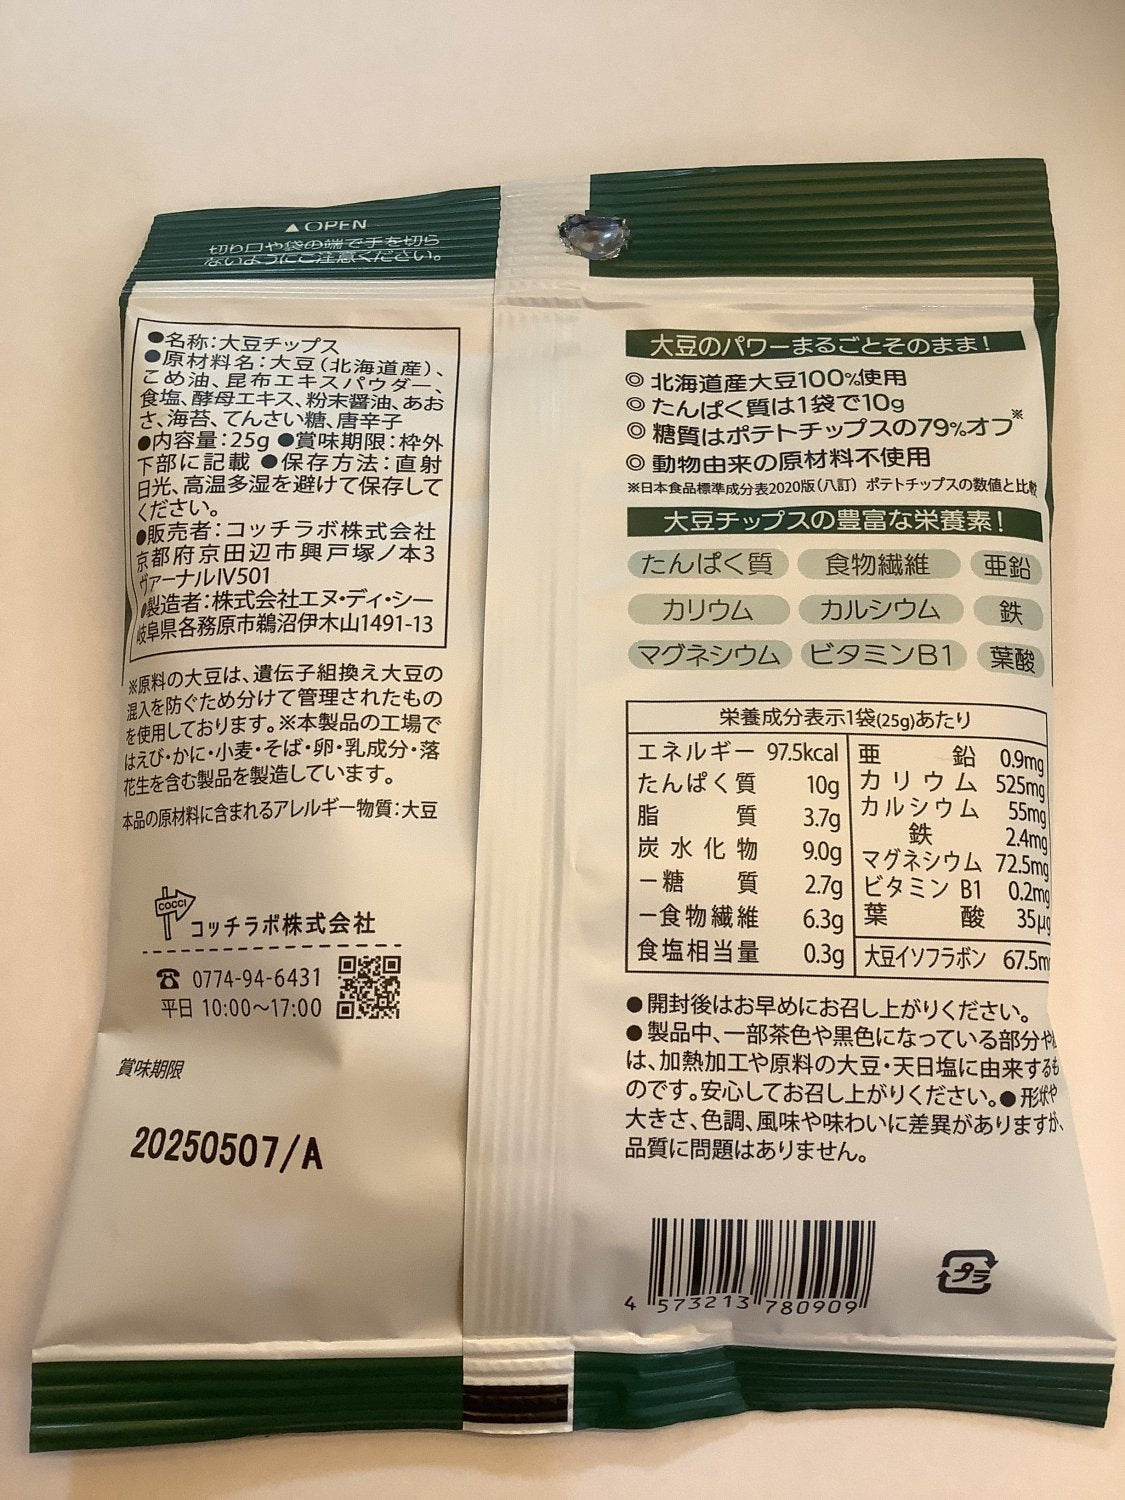 ▲OPEN
切り口や袋の端で手を切ら
ないようにご注意ください。
●名称:大豆チップス
●原材料名:大豆(北海道産)、
こめ油、昆布エキスパウダー、
食塩、酵母エキス、粉末醤油、あお
さ、海苔、てんさい糖、唐辛子
●内容量:25g ●賞味期限:枠外
下部に記載 ●保存方法:直射
日光、高温多湿を避けて保存して
ください。
●販売者:コッチラボ株式会社
京都府京田辺市興戸塚ノ本3
ヴァーナルⅣ501
●製造者:株式会社エヌ・ディ・シー
岐阜県各務原市鵜沼伊木山1491-13
※原料の大豆は、遺伝子組換え大豆の
混入を防ぐため分けて管理されたもの
を使用しております。※本製品の工場で
はえび・かに・小麦・そば・卵・乳成分・落
花生を含む製品を製造しています。
本品の原材料に含まれるアレルギー物質:大豆
COCCI
コッチラボ株式会社
☎ 0774-94-6431
平日 10:00〜17:00
賞味期限
20250507/A
大豆のパワーまるごとそのまま!
◎ 北海道産大豆100%使用
◎ たんぱく質は1袋で10g
◎ 糖質はポテトチップスの79%オフ※
◎ 動物由来の原材料不使用
※日本食品標準成分表2020版(八訂) ポテトチップスの数値と比較
大豆チップスの豊富な栄養素!
たんぱく質 食物繊維 亜鉛
カリウム カルシウム 鉄
マグネシウム ビタミンB1 葉酸
栄養成分表示1袋(25g)あたり
エネルギー 97.5kcal
たんぱく質 10g
脂質 3.7g
炭水化物 9.0g
ー糖質 2.7g
ー食物繊維 6.3g
食塩相当量 0.3g
亜鉛 0.9mg
カリウム 525mg
カルシウム 55mg
鉄 2.4mg
マグネシウム 72.5mg
ビタミン B1 0.2mg
葉酸 35μg
大豆イソフラボン 67.5m
●開封後はお早めにお召し上がりください。
●製品中、一部茶色や黒色になっている部分や
は、加熱加工や原料の大豆・天日塩に由来するも
のです。安心してお召し上がりください。●形状や
大きさ、色調、風味や味わいに差異がありますが、
品質に問題はありません。
4 573213 780909
プラ